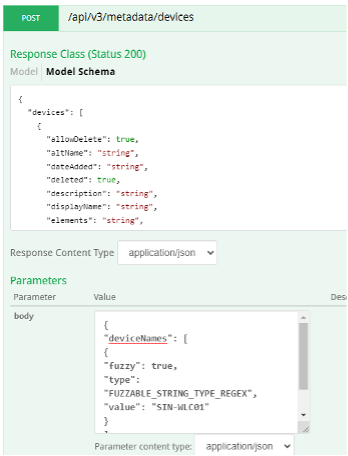 POST /api/v3/metadata/devices
Response Class (Status 200)
Model Model Schema
{
"devices": [
{
"allowDelete": true,
"altName": "string",
"dateAdded": "string",
"deleted": true,
"description": "string",
"displayName": "string",
"elements": "string",
Response Content Type application/json
Parameters
Parameter Value Des
body
{
"deviceNames": [
{
"fuzzy": true,
"type":
"FUZZABLE_STRING_TYPE_REGEX",
"value": "SIN-WLC01"
}
Parameter content type: application/json